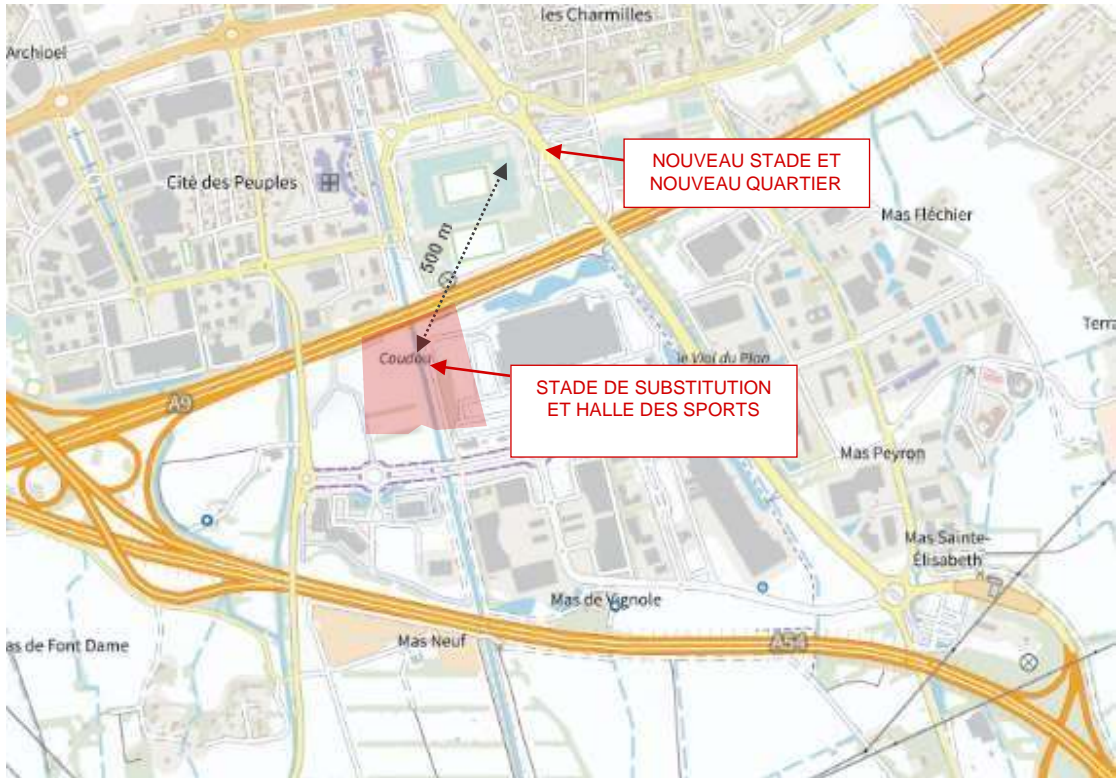 les Charmilles
Archipel
NOUVEAU STADE ET
NOUVEAU QUARTIER
Cité des Peuples
Mas Fléchier
500 m
Coudou
le Viol du Plan
STADE DE SUBSTITUTION
ET HALLE DES SPORTS
A9
Mas Peyron
Mas Sainte-
Élisabeth
Mas de Vignole
Mas Neuf
as de Font Dame
A54
Terra